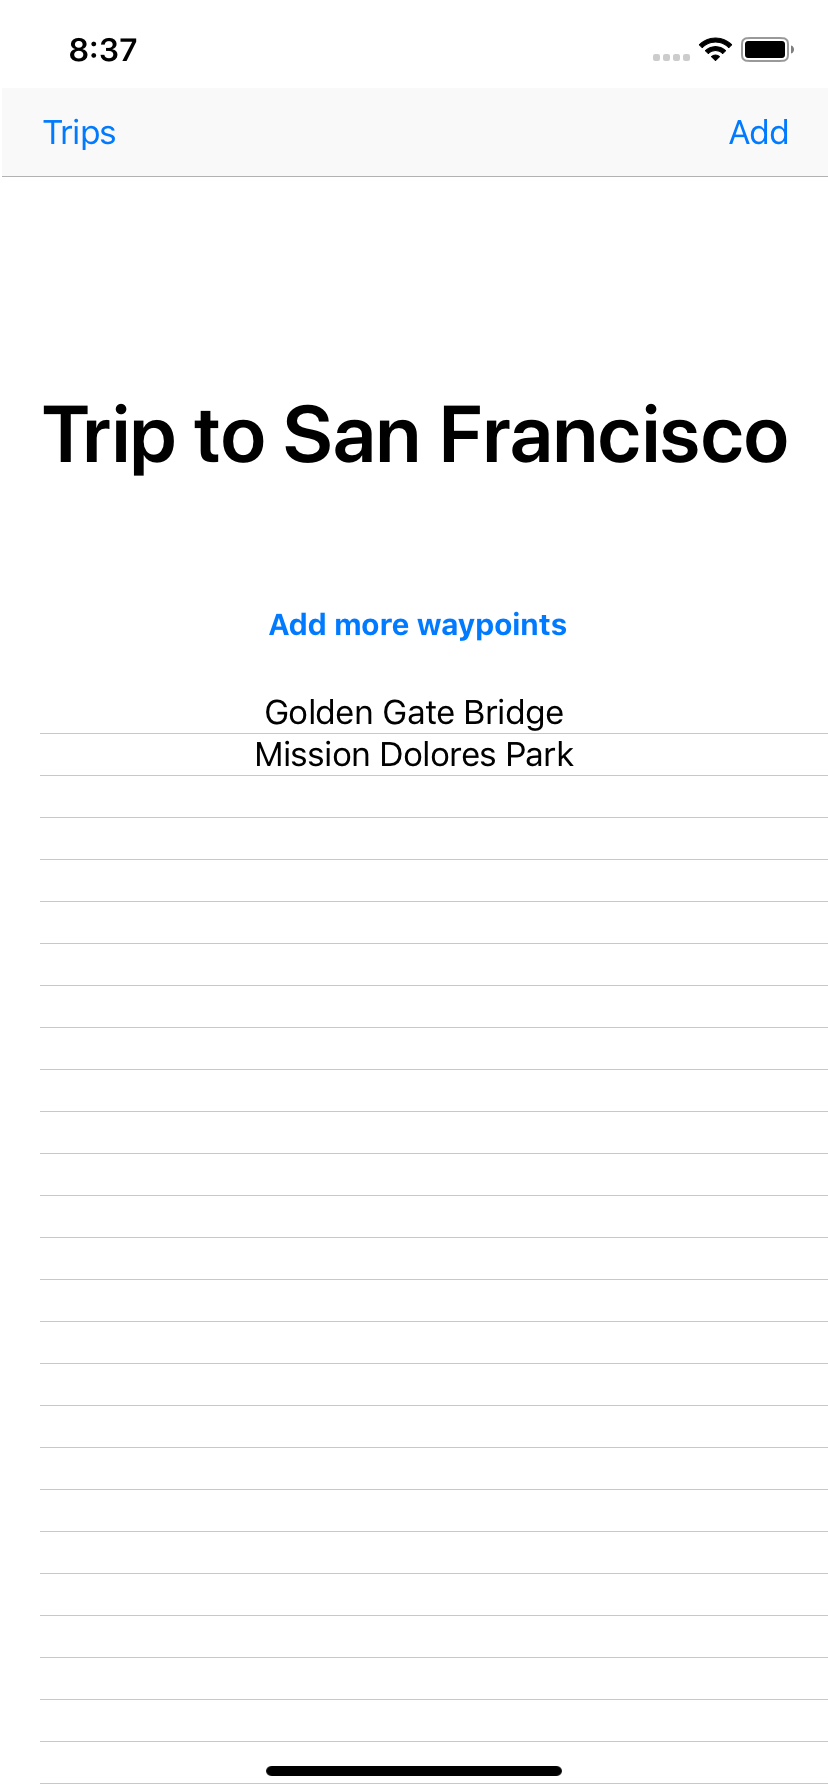 8:37
Trips Add
Trip to San Francisco
Add more waypoints
Golden Gate Bridge
Mission Dolores Park